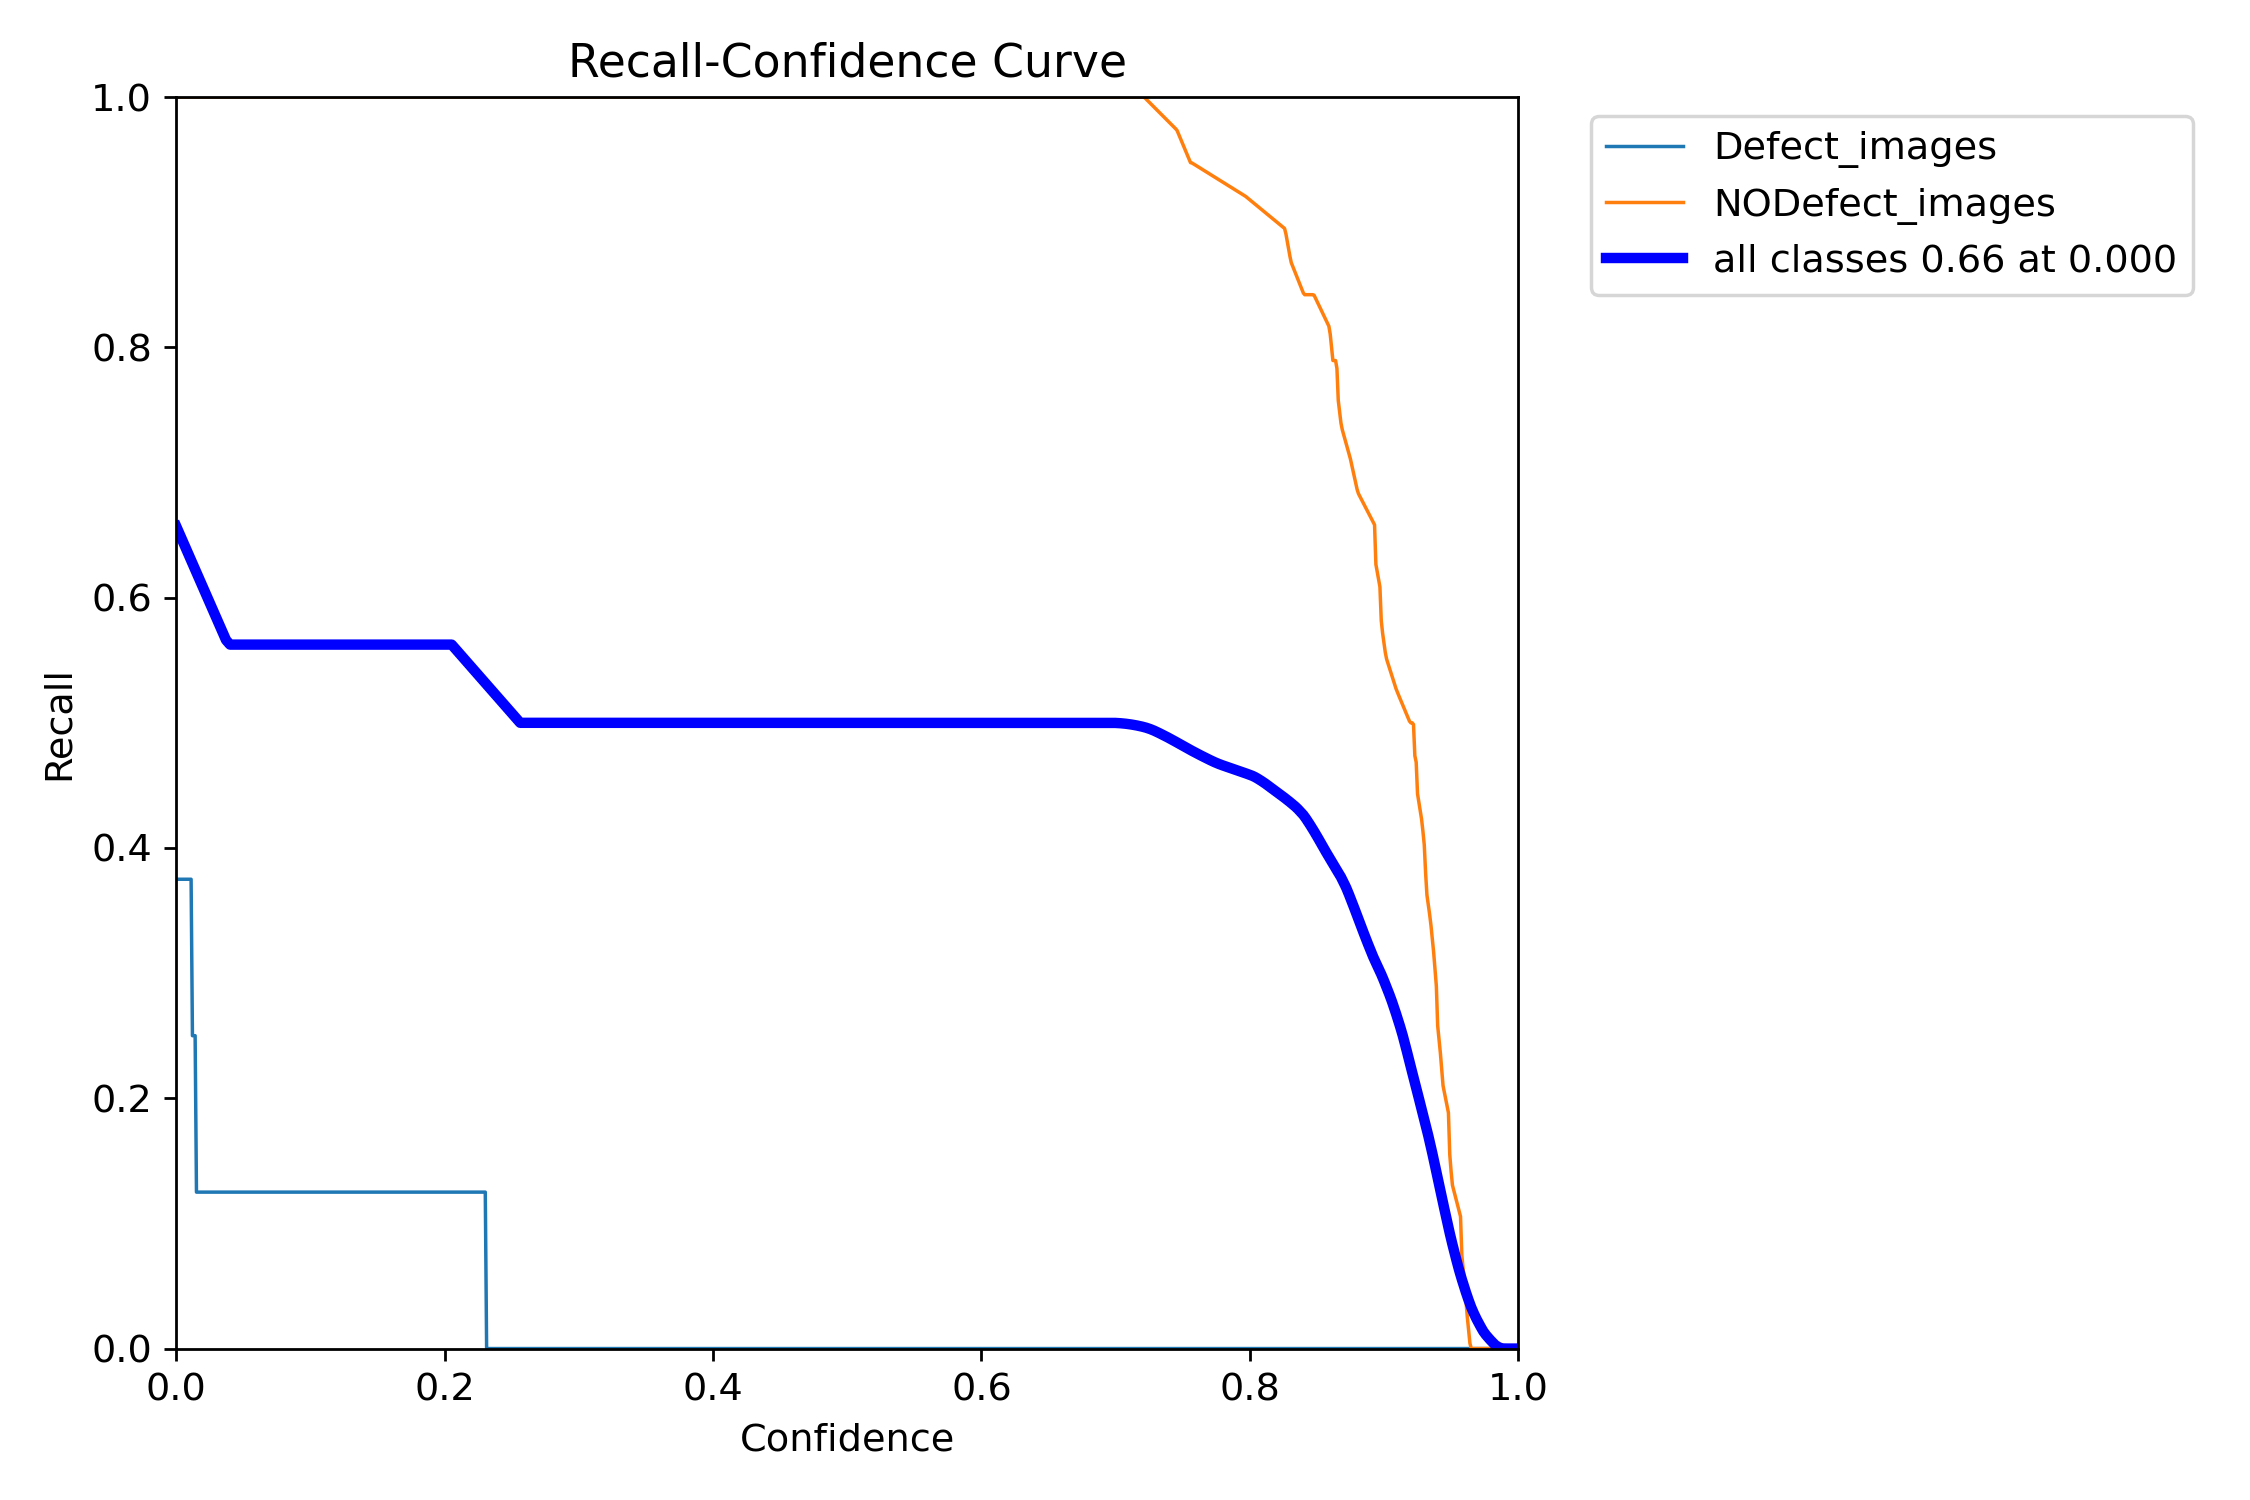 Recall-Confidence Curve
1.0
0.8
0.6
0.4
0.2
0.0
Recall
0.0 0.2 0.4 0.6 0.8 1.0
Confidence
Defect_images
NODefect_images
all classes 0.66 at 0.000